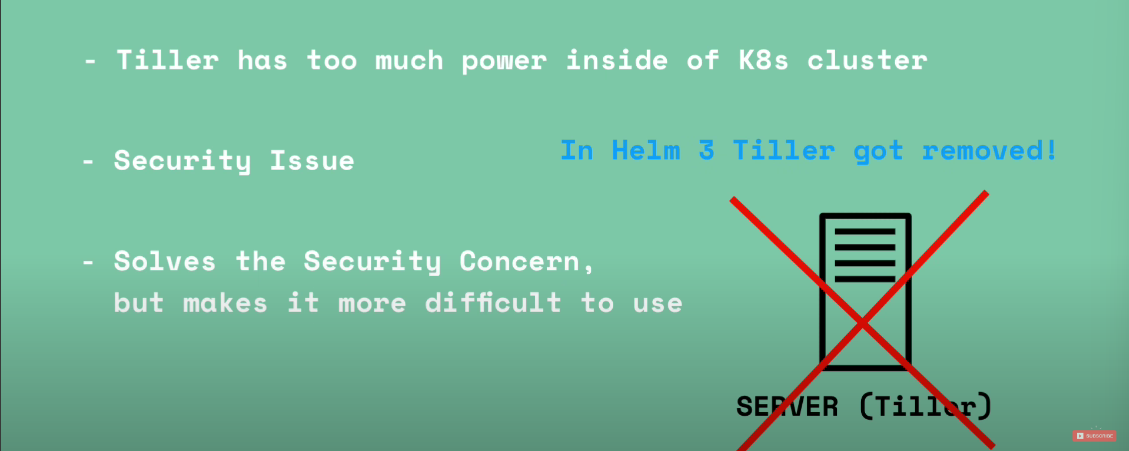 - Tiller has too much power inside of K8s cluster
In Helm 3 Tiller got removed!
- Security Issue
- Solves the Security Concern,
but makes it more difficult to use
SERVER (Tiller)
SUBSCRIBE